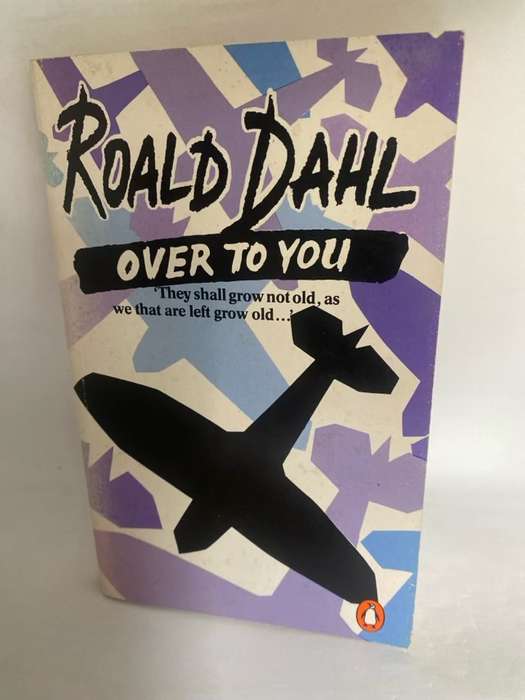 ROALD DAHL
OVER TO YOU
'They shall grow not old, as
we that are left grow old...'